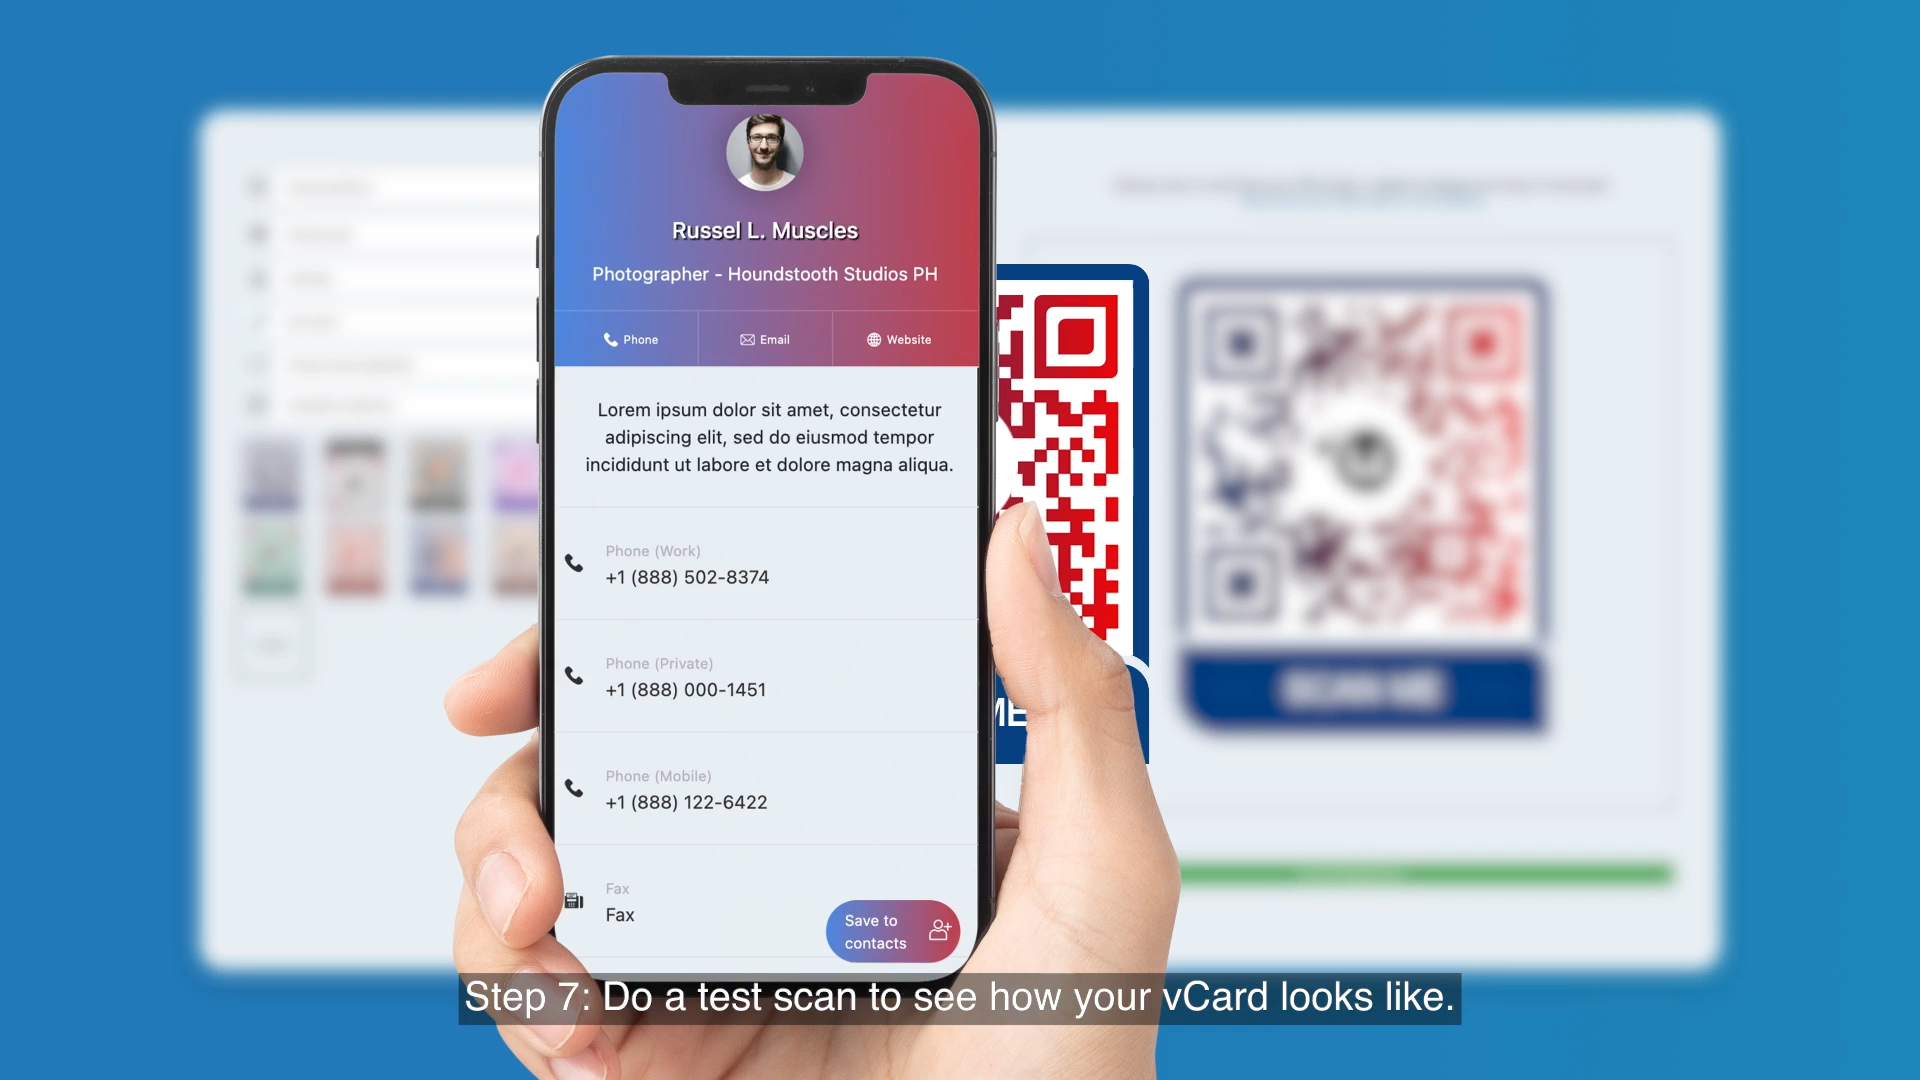 Russel L. Muscles
Photographer - Houndstooth Studios PH
Phone
Email
Website
Lorem ipsum dolor sit amet, consectetur
adipiscing elit, sed do eiusmod tempor
incididunt ut labore et dolore magna aliqua.
Phone (Work)
+1 (888) 502-8374
Phone (Private)
+1 (888) 000-1451
Phone (Mobile)
+1 (888) 122-6422
Fax
Fax
Save to
contacts
ME
SCAN ME
Step 7: Do a test scan to see how your vCard looks like.